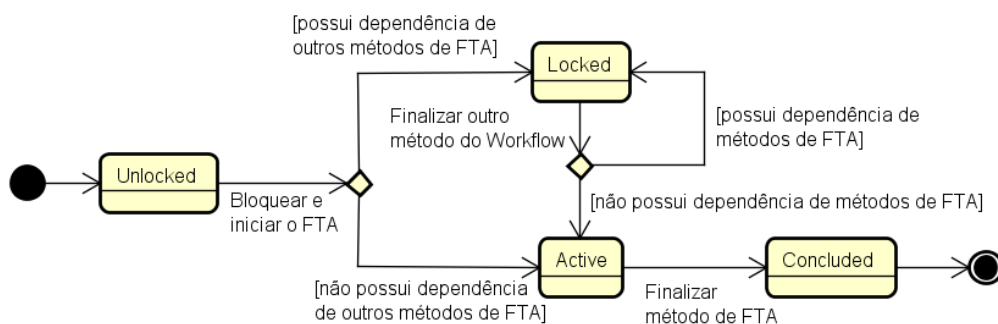 [possui dependência de
outros métodos de FTA]
Locked
Finalizar outro
método do Workflow
[possui dependência de
métodos de FTA]
Unlocked
Bloquear e
iniciar o FTA
[não possui dependência de métodos de FTA]
Active
Concluded
[não possui dependência
de outros métodos de FTA]
Finalizar
método de FTA